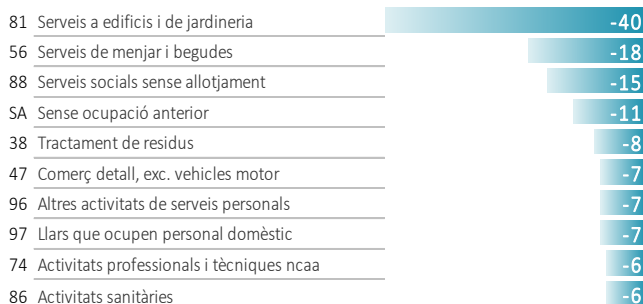 81 Serveis a edificis i de jardineria -40
56 Serveis de menjar i begudes -18
88 Serveis socials sense allotjament -15
SA Sense ocupació anterior -11
38 Tractament de residus -8
47 Comerç detall, exc. vehicles motor -7
96 Altres activitats de serveis personals -7
97 Llars que ocupen personal domèstic -7
74 Activitats professionals i tècniques ncaa -6
86 Activitats sanitàries -6